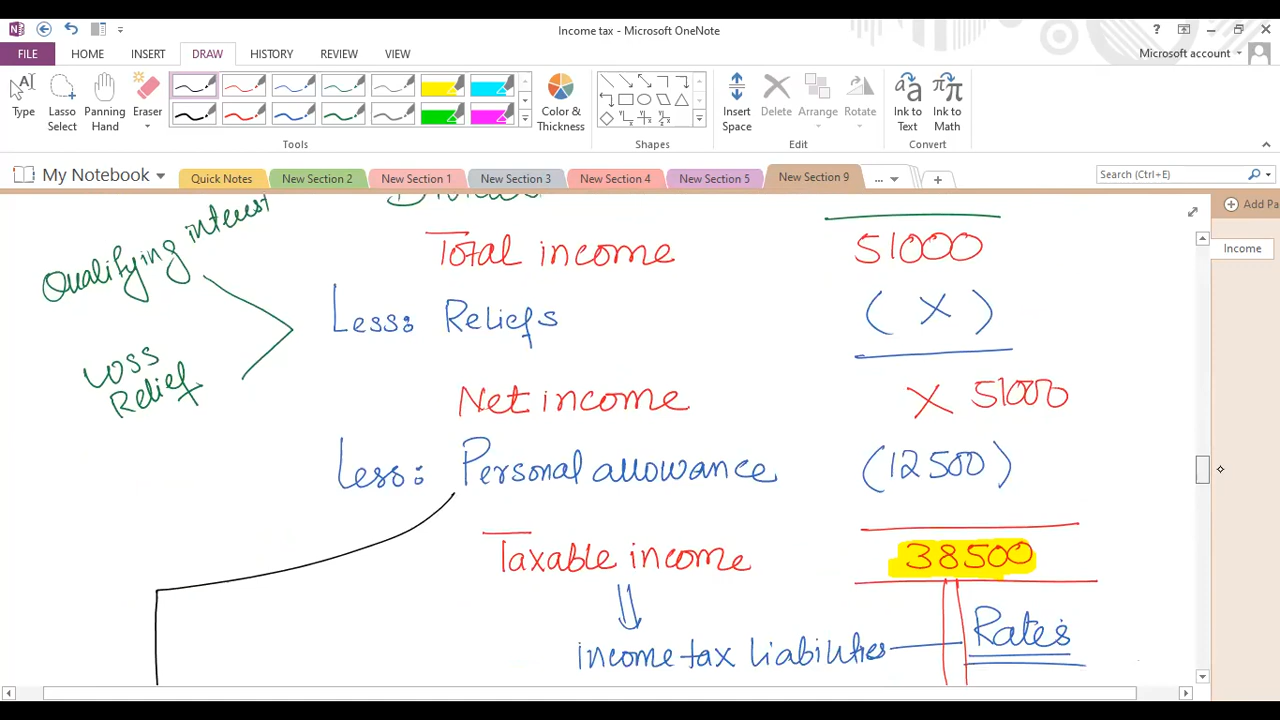 Income tax - Microsoft OneNote
?
FILE HOME INSERT DRAW HISTORY REVIEW VIEW
Microsoft account
Type
Lasso Select
Panning Hand
Eraser
Color & Thickness
Insert Space
Delete
Arrange
Rotate
Ink to Text
Ink to Math
Tools
Shapes
Edit
Convert
My Notebook
Quick Notes New Section 2 New Section 1 New Section 3 New Section 4 New Section 5 New Section 9 ... +
Search (Ctrl+E)
Add Pa
Income
Qualifying interest
Total income 51000
Less: Reliefs ( X )
Loss
Relief
Net income X 51000
Less: Personal allowance (12500)
Taxable income 38500
Rates
income tax liabilities